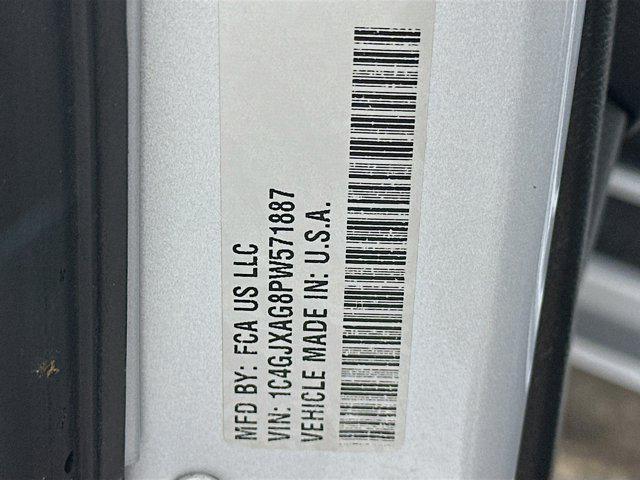 MFD BY: FCA US LLC
VIN: 1C4GJXAG8PW571887
VEHICLE MADE IN: U.S.A.